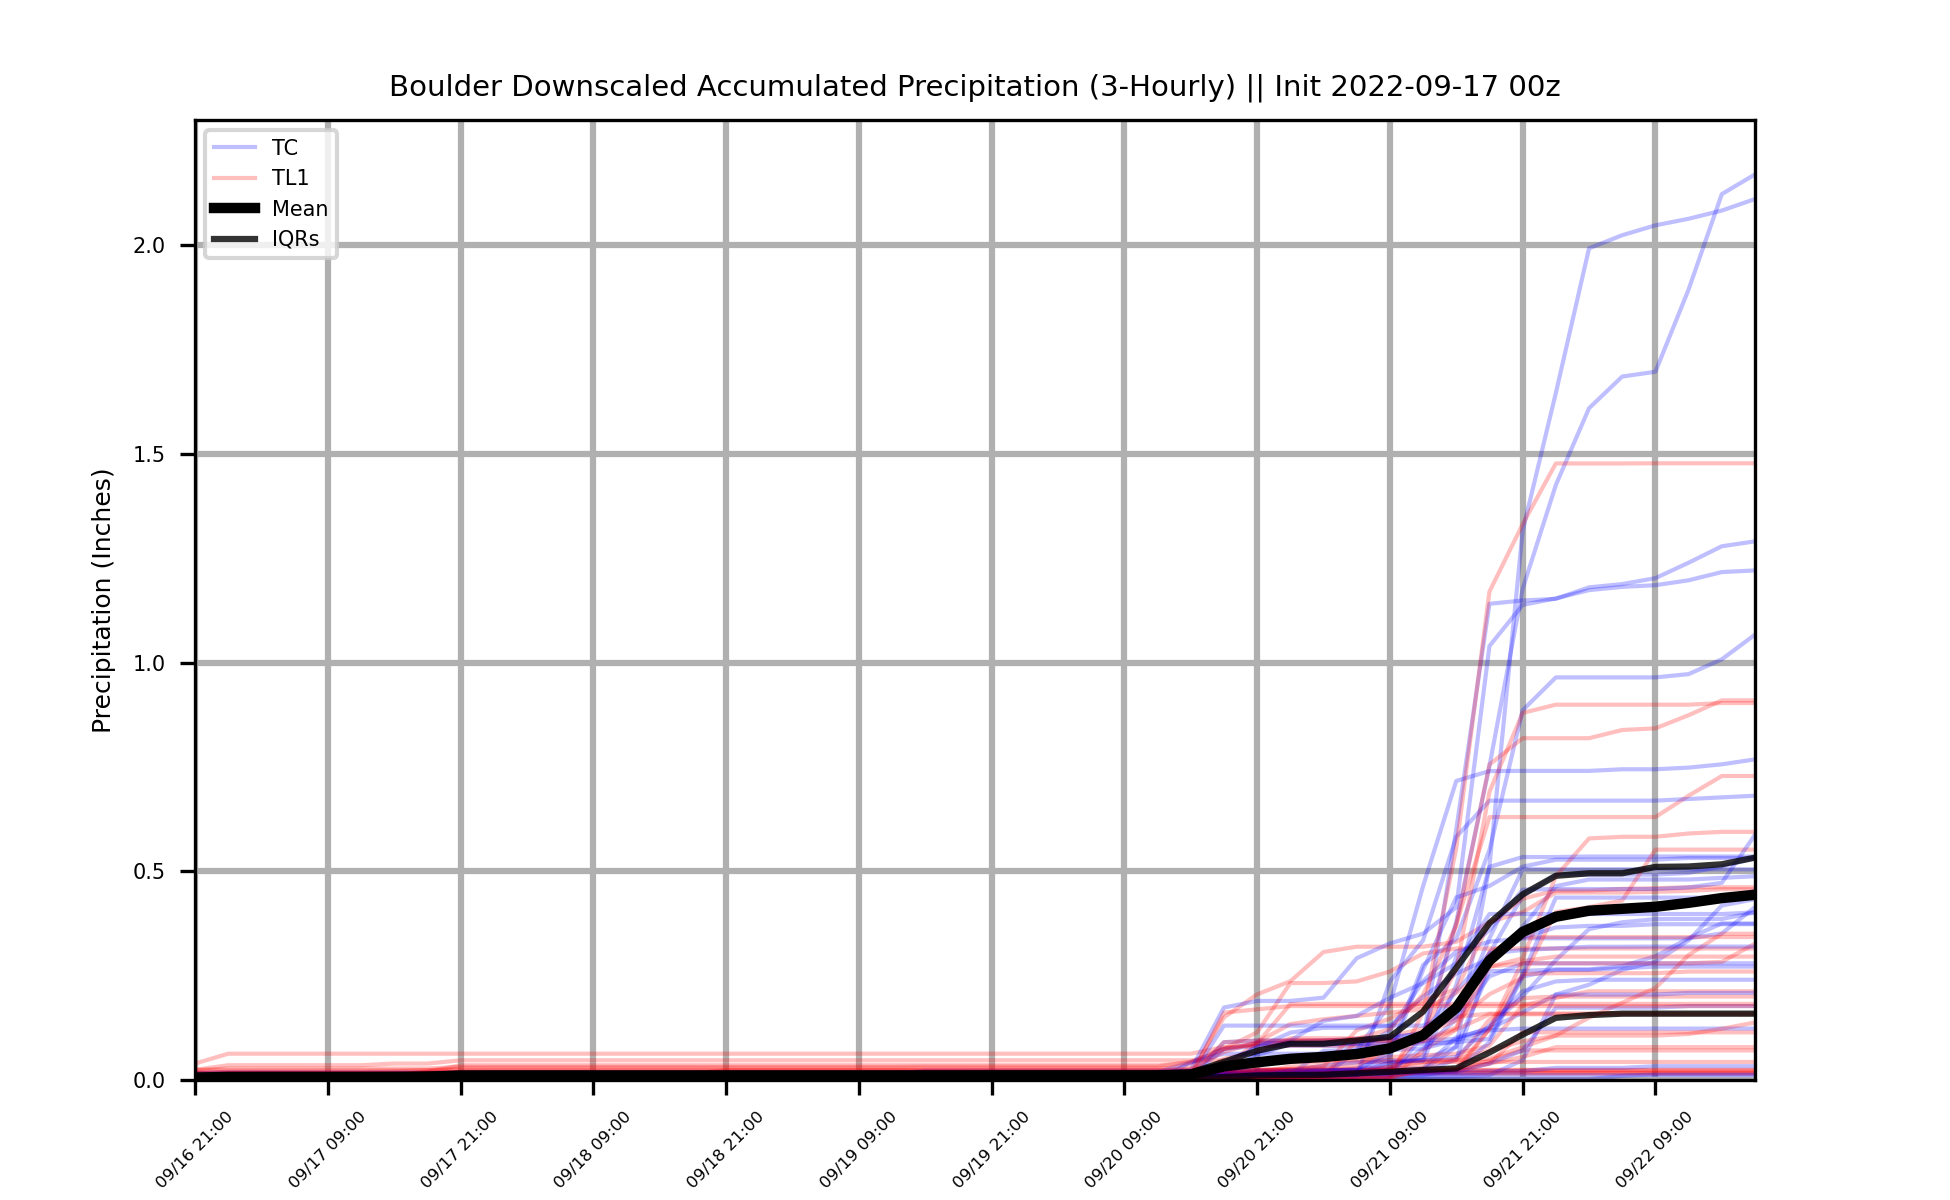 Boulder Downscaled Accumulated Precipitation (3-Hourly) || Init 2022-09-17 00z
TC
TL1
Mean
IQRs
Precipitation (Inches)
2.0
1.5
1.0
0.5
0.0
09/16 21:00
09/17 09:00
09/17 21:00
09/18 09:00
09/18 21:00
09/19 09:00
09/19 21:00
09/20 09:00
09/20 21:00
09/21 09:00
09/21 21:00
09/22 09:00